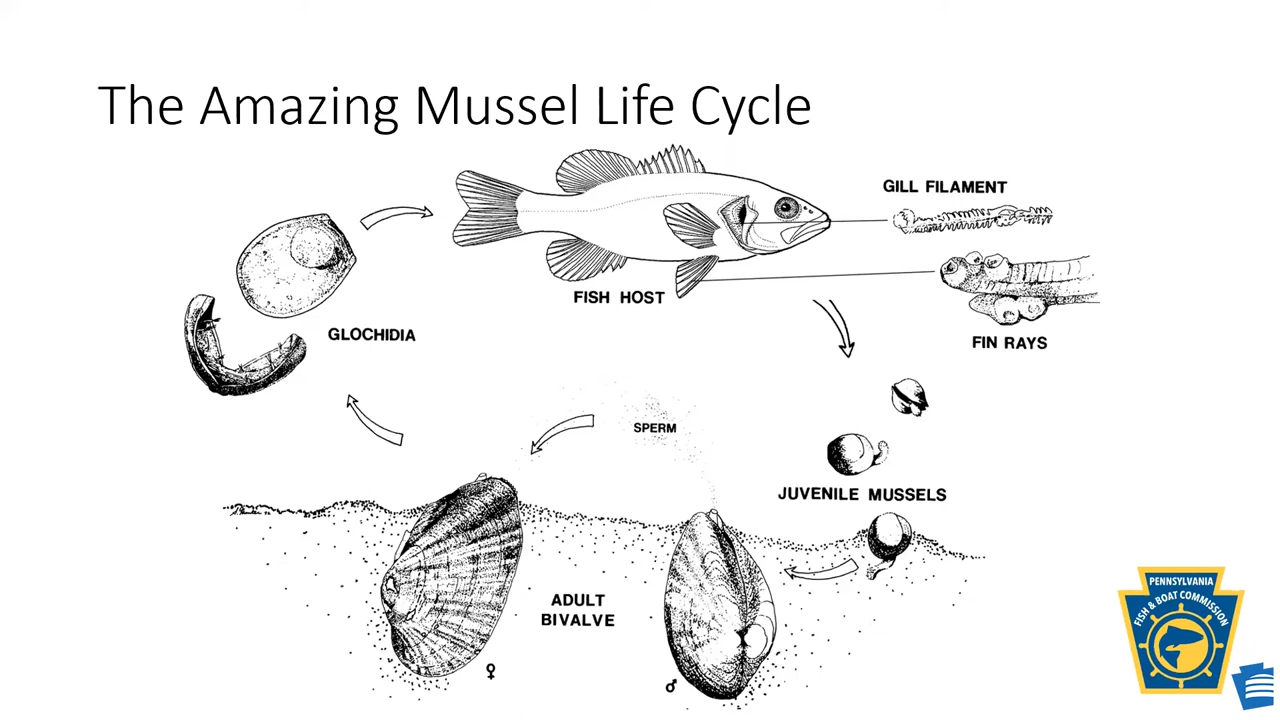 The Amazing Mussel Life Cycle
GILL FILAMENT
FISH HOST
GLOCHIDIA
FIN RAYS
SPERM
JUVENILE MUSSELS
ADULT
BIVALVE
♀
♂
PENNSYLVANIA
FISH & BOAT COMMISSION